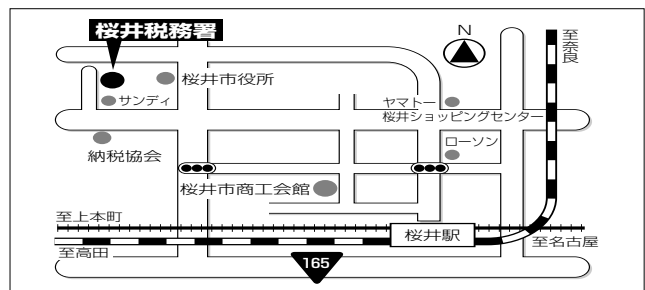 桜井税務署
N
至奈良
桜井市役所
サンディ
ヤマトー
桜井ショッピングセンター
納税協会
ローソン
桜井市商工会館
至上本町
桜井駅
至名古屋
至高田
165